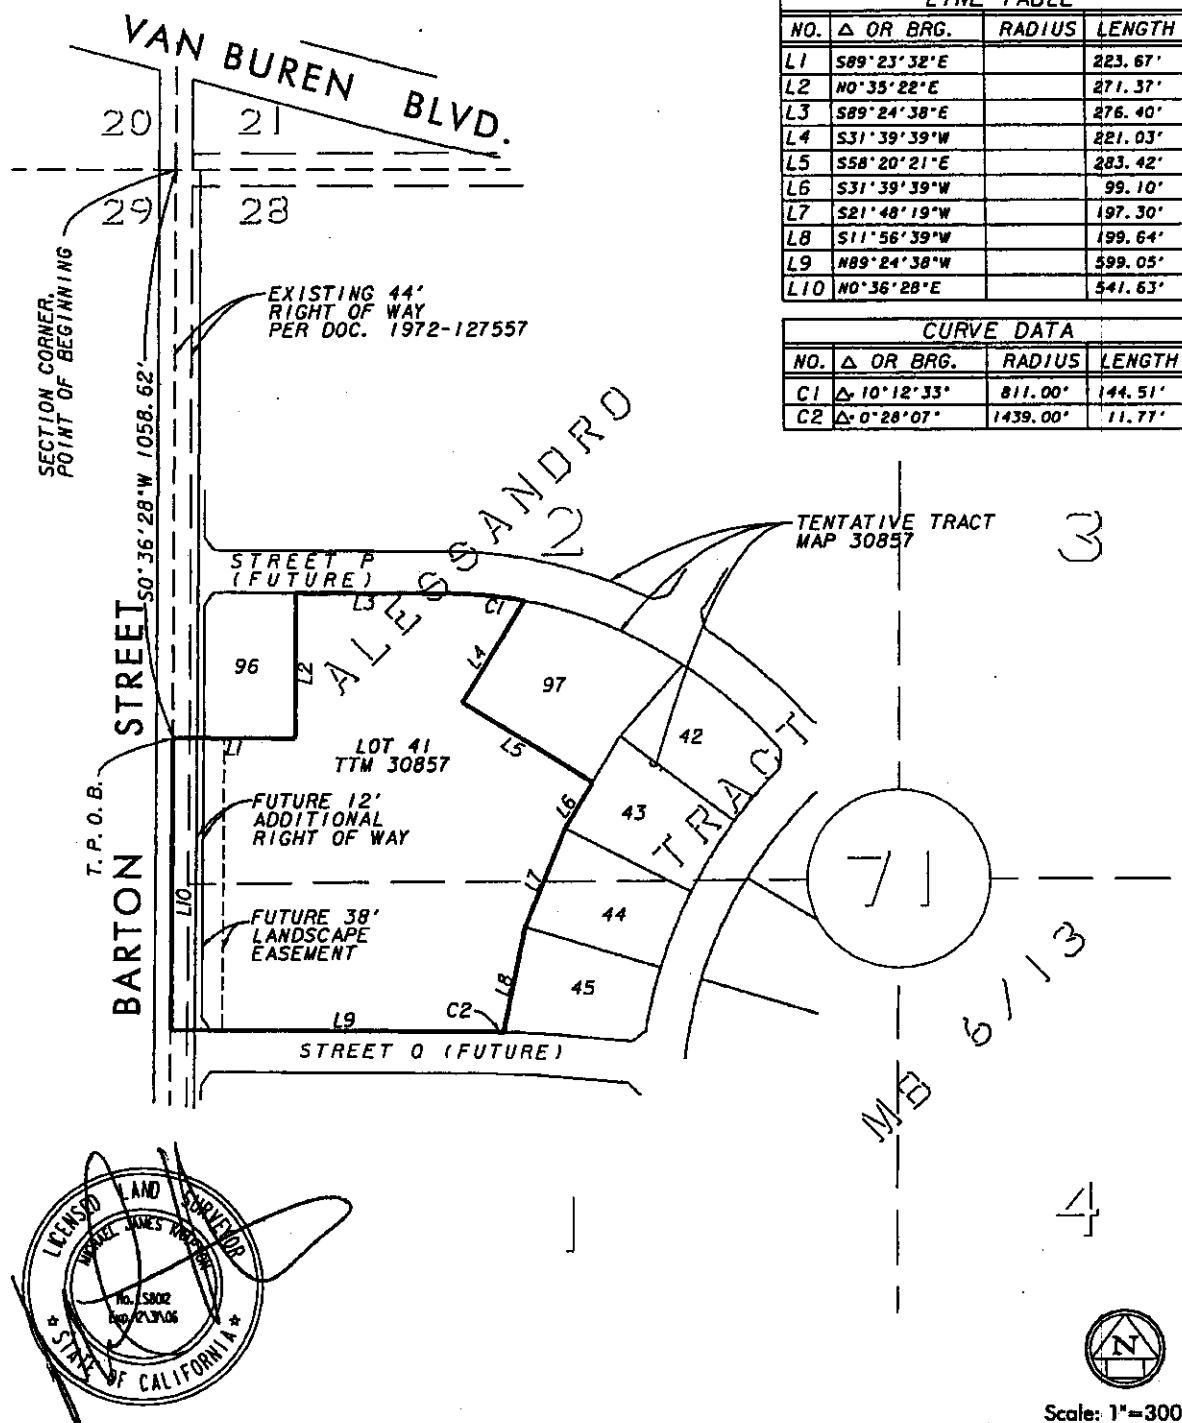 LINE TABLE
NO. Δ OR BRG. RADIUS LENGTH
L1 S89°23'32"E 223.67'
L2 N0°35'22"E 271.37'
L3 S89°24'38"E 276.40'
L4 S31°39'39"W 221.03'
L5 S58°20'21"E 283.42'
L6 S31°39'39"W 99.10'
L7 S21°48'19"W 197.30'
L8 S11°56'39"W 199.64'
L9 N89°24'38"W 599.05'
L10 N0°36'28"E 541.63'
CURVE DATA
NO. Δ OR BRG. RADIUS LENGTH
C1 Δ=10°12'33" 811.00' 144.51'
C2 Δ=0°28'07" 1439.00' 11.77'
VAN BUREN BLVD.
20 21
29 28
SECTION CORNER,
POINT OF BEGINNING
EXISTING 44'
RIGHT OF WAY
PER DOC. 1972-127557
S0°36'28"W 1058.62'
ALESSANDRO
TRACT
2
3
TENTATIVE TRACT
MAP 30857
STREET P
(FUTURE)
L3
C1
96
L2
L4
97
L1
L5
42
LOT 41
TTM 30857
BARTON STREET
T.P.O.B.
FUTURE 12'
ADDITIONAL
RIGHT OF WAY
L6
43
71
L10
L7
FUTURE 38'
LANDSCAPE
EASEMENT
44
L8
45
L9
C2
STREET Q (FUTURE)
MB 6/13
1
4
LICENSED LAND SURVEYOR
MICHAEL JAMES
No. LS8012
Exp. 12\31\06
STATE OF CALIFORNIA
N
Scale: 1"=300